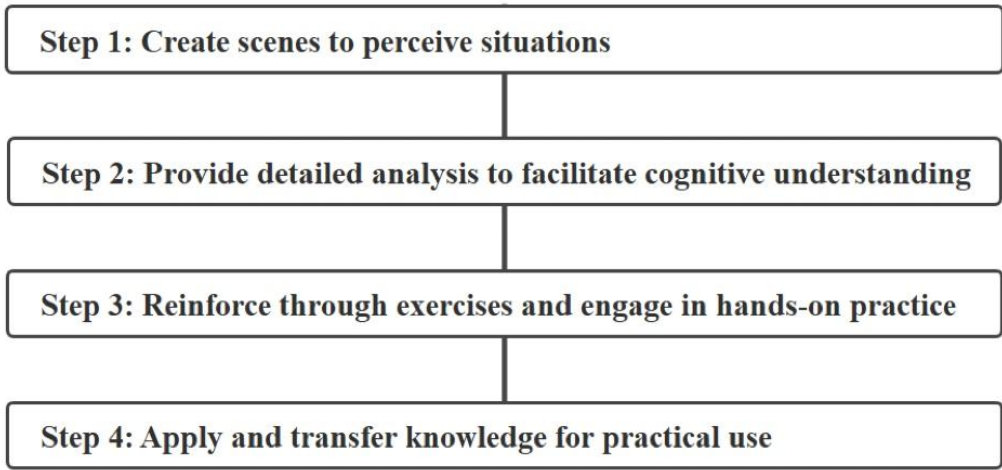 Step 1: Create scenes to perceive situations
Step 2: Provide detailed analysis to facilitate cognitive understanding
Step 3: Reinforce through exercises and engage in hands-on practice
Step 4: Apply and transfer knowledge for practical use